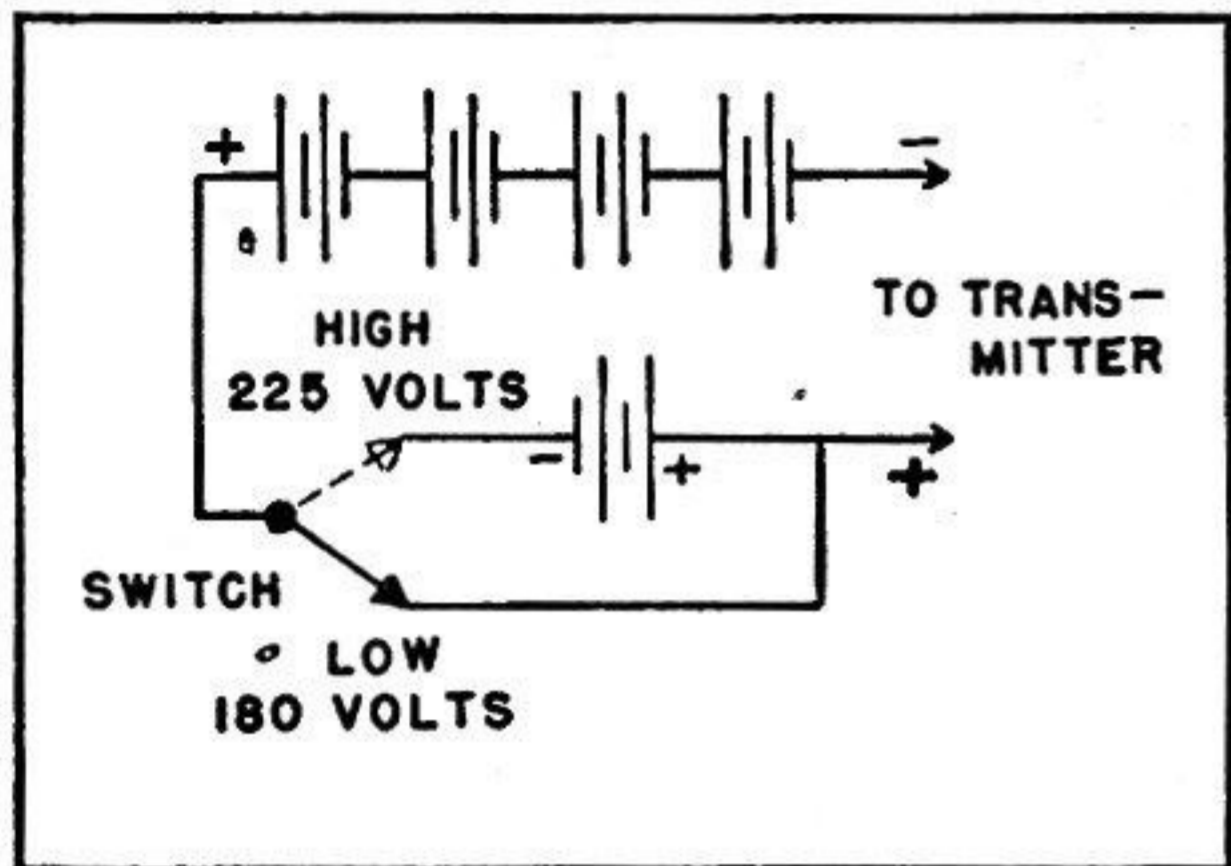 + -
HIGH
225 VOLTS
TO TRANS-
MITTER
- + +
SWITCH
LOW
180 VOLTS